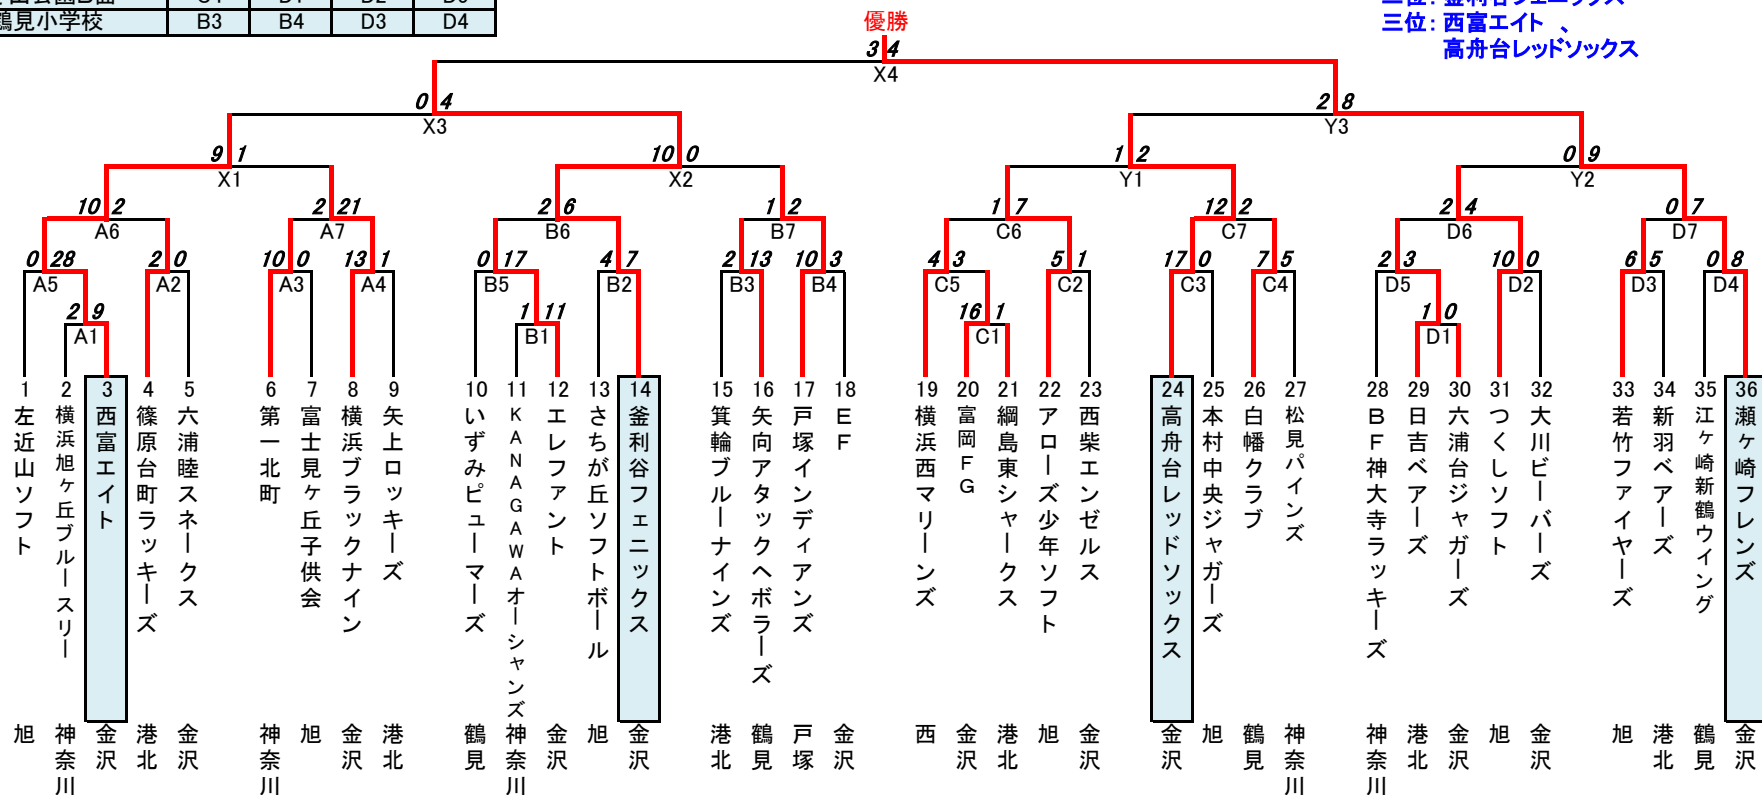 鶴見小学校 B3 B4 D3 D4
三位：西富エイト 、
高舟台レッドソックス
優勝
3 4
X4
0 4
X3
2 8
Y3
9 1
X1
10 0
X2
1 2
Y1
0 9
Y2
10 2
A6
2 21
A7
2 6
B6
1 2
B7
1 7
C6
12 2
C7
2 4
D6
0 7
D7
0 28
A5
2 0
A2
10 0
A3
13 1
A4
0 17
B5
4 7
B2
2 13
B3
10 3
B4
4 3
C5
5 1
C2
17 0
C3
7 5
C4
2 3
D5
10 0
D2
6 5
D3
0 8
D4
2 9
A1
1 11
B1
16 1
C1
1 0
D1
1 左近山ソフト 旭
2 横浜旭ヶ丘ブルースリー 神奈川
3 西富エイト 金沢
4 篠原台町ラッキーズ 港北
5 六浦睦スネークス 金沢
6 第一北町 神奈川
7 富士見ヶ丘子供会 旭
8 横浜ブラックナイン 金沢
9 矢上ロッキーズ 港北
10 いずみピューマーズ 鶴見
11 KANAGAWAオーシャンズ 神奈川
12 エレファント 金沢
13 さちが丘ソフトボール 旭
14 釜利谷フェニックス 金沢
15 箕輪ブルーナインズ 港北
16 矢向アタックヘボラーズ 鶴見
17 戸塚インディアンズ 戸塚
18 EF 金沢
19 横浜西マリーンズ 西
20 富岡FG 金沢
21 綱島東シャークス 港北
22 アローズ少年ソフト 旭
23 西柴エンゼルス 金沢
24 高舟台レッドソックス 金沢
25 本村中央ジャガーズ 旭
26 白幡クラブ 鶴見
27 松見パインズ 神奈川
28 BF神大寺ラッキーズ 神奈川
29 日吉ベアーズ 港北
30 六浦台ジャガーズ 金沢
31 つくしソフト 旭
32 大川ビーバーズ 金沢
33 若竹ファイヤーズ 旭
34 新羽ベアーズ 港北
35 江ヶ崎新鶴ウイング 鶴見
36 瀬ヶ崎フレンズ 金沢